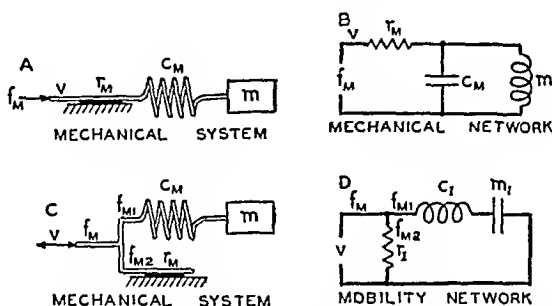 A
f_M
V
r_M
C_M
m
MECHANICAL SYSTEM
B
V
r_M
f_M
C_M
m
MECHANICAL NETWORK
C
V
f_M
f_M1
C_M
m
f_M2
r_M
MECHANICAL SYSTEM
D
f_M
f_M1
C_I
m_I
f_M2
V
r_I
MOBILITY NETWORK